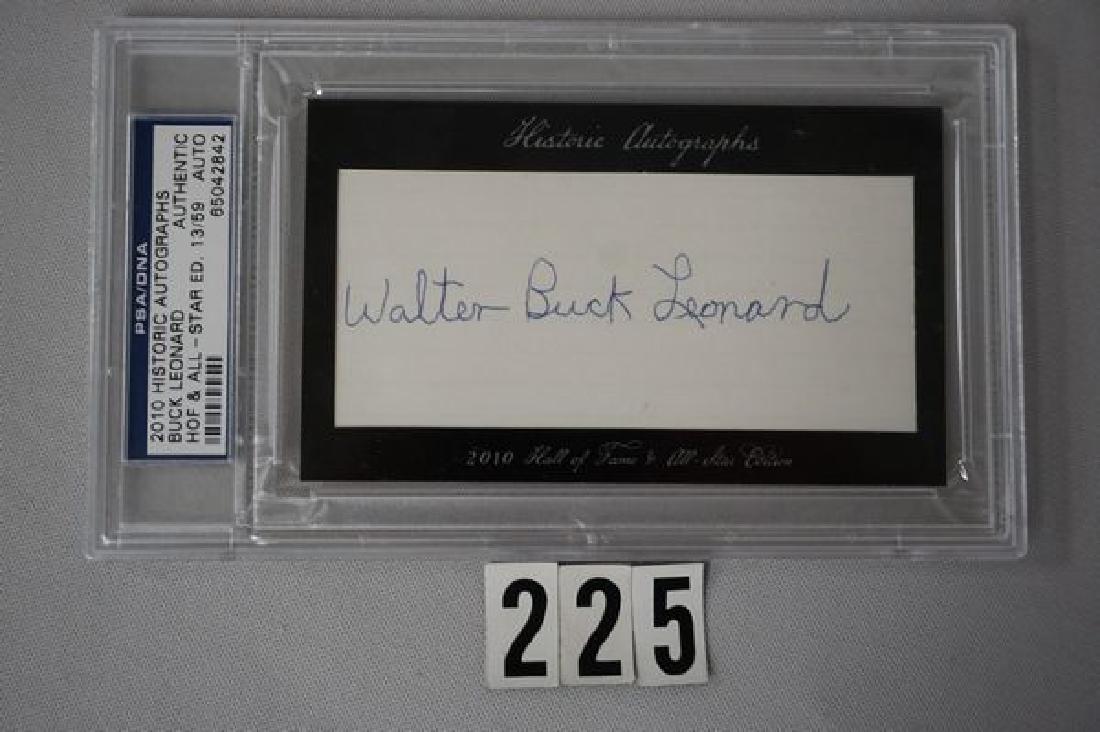 PSA/DNA
2010 HISTORIC AUTOGRAPHS
BUCK LEONARD AUTHENTIC
HOF & ALL-STAR ED. 13/59 AUTO
65042842
Historic Autographs
Walter Buck Leonard
2010 Hall of Fame & All-Star Edition
225